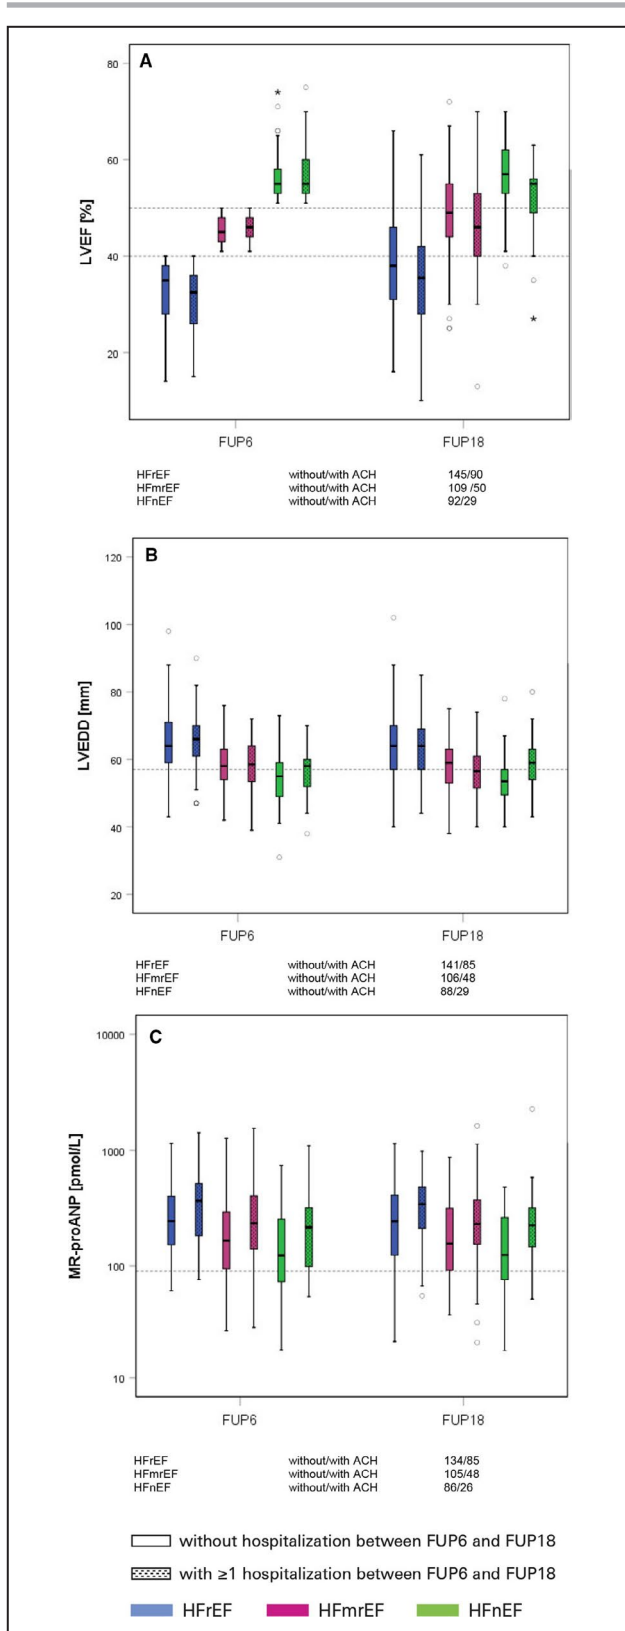 A
80
60
40
20
LVEF [%]
FUP6 FUP18
HFrEF without/with ACH 145/90
HFmrEF without/with ACH 109 /50
HFnEF without/with ACH 92/29
B
120
100
80
60
40
20
LVEDD [mm]
FUP6 FUP18
HFrEF without/with ACH 141/85
HFmrEF without/with ACH 106/48
HFnEF without/with ACH 88/29
C
10000
1000
100
10
MR-proANP [pmol/L]
FUP6 FUP18
HFrEF without/with ACH 134/85
HFmrEF without/with ACH 105/48
HFnEF without/with ACH 86/26
without hospitalization between FUP6 and FUP18
with ≥1 hospitalization between FUP6 and FUP18
HFrEF HFmrEF HFnEF